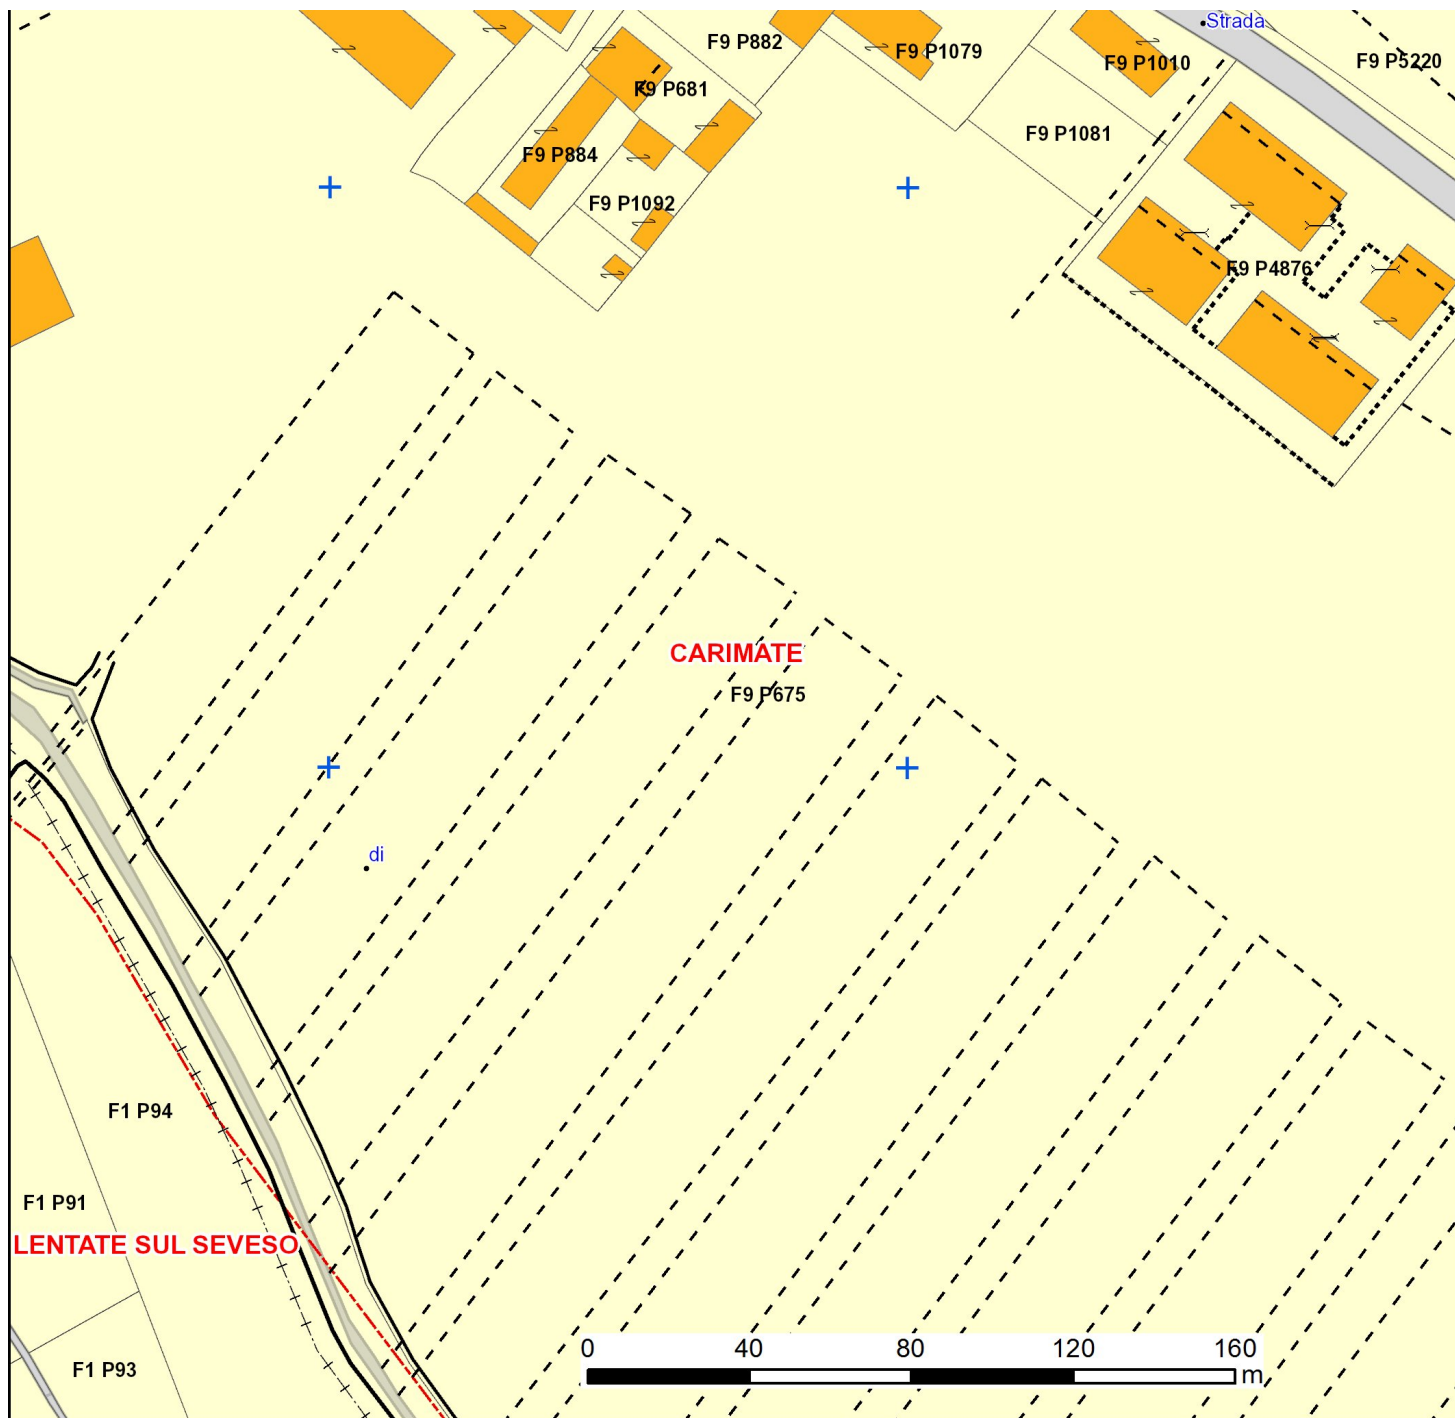 Strada
F9 P882
F9 P1079
F9 P1010
F9 P5220
F9 P681
F9 P1081
F9 P884
F9 P1092
F9 P4876
CARIMATE
F9 P675
di
F1 P94
F1 P91
LENTATE SUL SEVESO
0 40 80 120 160
m
F1 P93